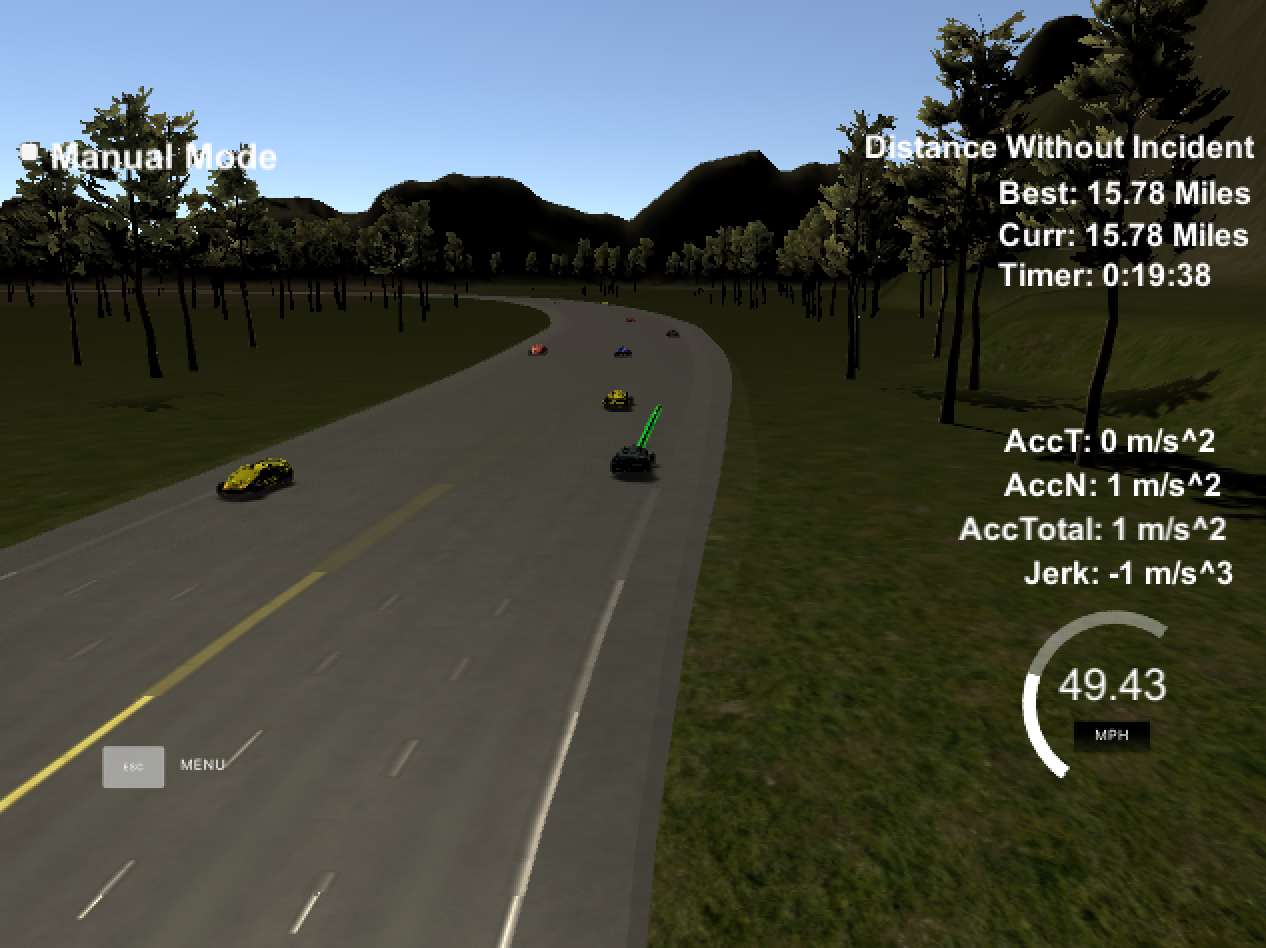 Manual Mode
Distance Without Incident
Best: 15.78 Miles
Curr: 15.78 Miles
Timer: 0:19:38
AccT: 0 m/s^2
AccN: 1 m/s^2
AccTotal: 1 m/s^2
Jerk: -1 m/s^3
49.43
MPH
ESC MENU